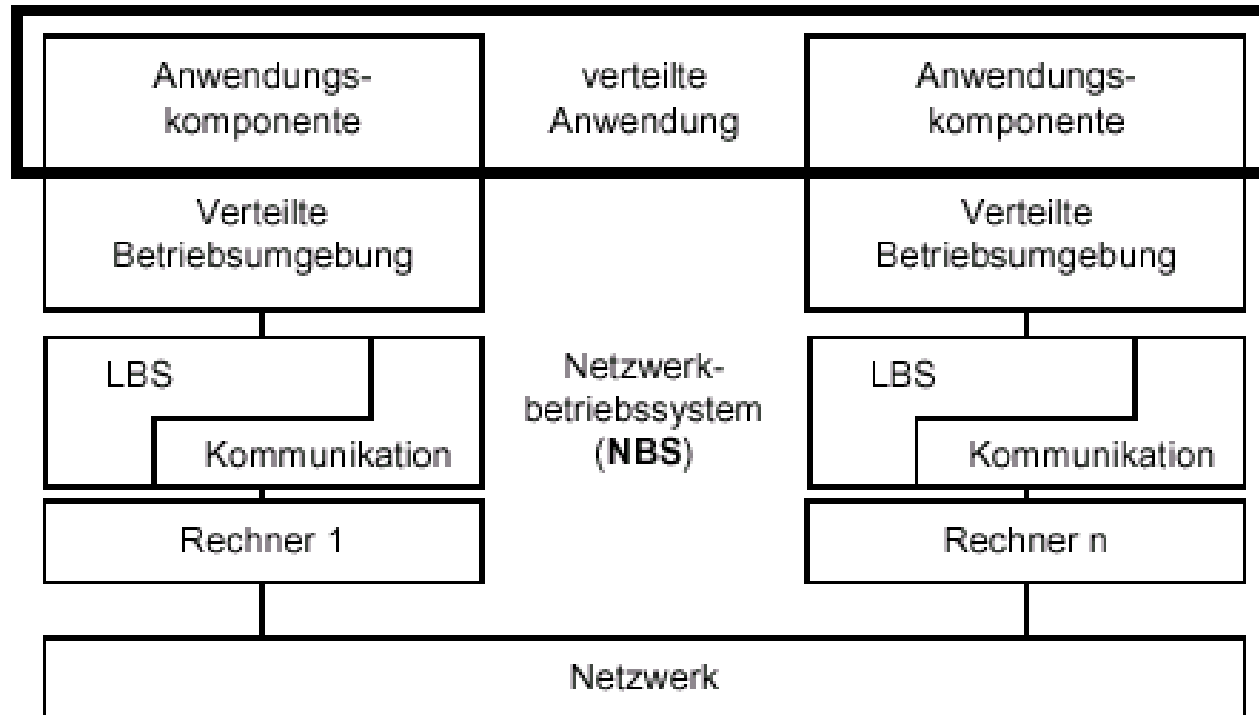 Anwendungs-
komponente
verteilte
Anwendung
Anwendungs-
komponente
Verteilte
Betriebsumgebung
Verteilte
Betriebsumgebung
LBS
Kommunikation
Netzwerk-
betriebssystem
(NBS)
LBS
Kommunikation
Rechner 1
Rechner n
Netzwerk